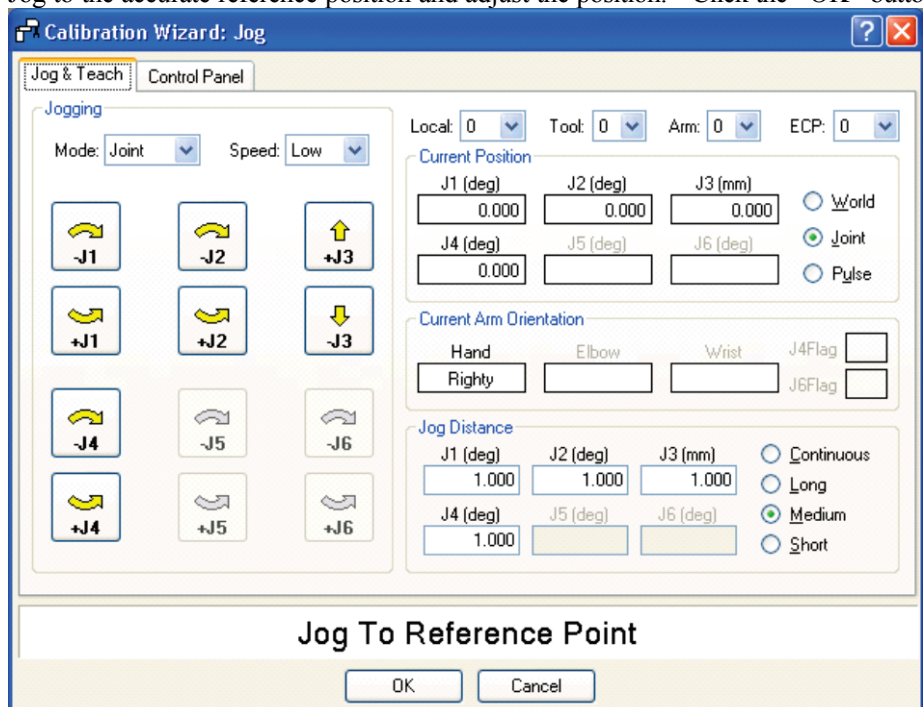 Jog to the accurate reference position and adjust the position. Click the "OK" butto
Calibration Wizard: Jog
Jog & Teach Control Panel
Jogging
Mode: Joint Speed: Low
-J1 -J2 +J3
+J1 +J2 -J3
-J4 -J5 -J6
+J4 +J5 +J6
Local: 0 Tool: 0 Arm: 0 ECP: 0
Current Position
J1 (deg) J2 (deg) J3 (mm)
0.000 0.000 0.000
J4 (deg) J5 (deg) J6 (deg)
0.000
World
Joint
Pulse
Current Arm Orientation
Hand Elbow Wrist
Righty
J4Flag
J6Flag
Jog Distance
J1 (deg) J2 (deg) J3 (mm)
1.000 1.000 1.000
J4 (deg) J5 (deg) J6 (deg)
1.000
Continuous
Long
Medium
Short
Jog To Reference Point
OK Cancel